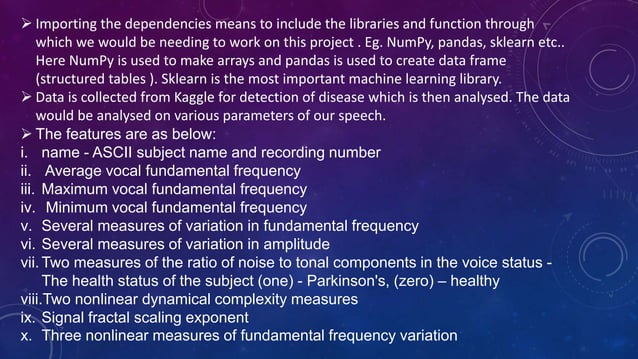 ➢ Importing the dependencies means to include the libraries and function through
which we would be needing to work on this project . Eg. NumPy, pandas, sklearn etc..
Here NumPy is used to make arrays and pandas is used to create data frame
(structured tables ). Sklearn is the most important machine learning library.
➢ Data is collected from Kaggle for detection of disease which is then analysed. The data
would be analysed on various parameters of our speech.
➢ The features are as below:
i. name - ASCII subject name and recording number
ii. Average vocal fundamental frequency
iii. Maximum vocal fundamental frequency
iv. Minimum vocal fundamental frequency
v. Several measures of variation in fundamental frequency
vi. Several measures of variation in amplitude
vii. Two measures of the ratio of noise to tonal components in the voice status -
The health status of the subject (one) - Parkinson's, (zero) – healthy
viii. Two nonlinear dynamical complexity measures
ix. Signal fractal scaling exponent
x. Three nonlinear measures of fundamental frequency variation